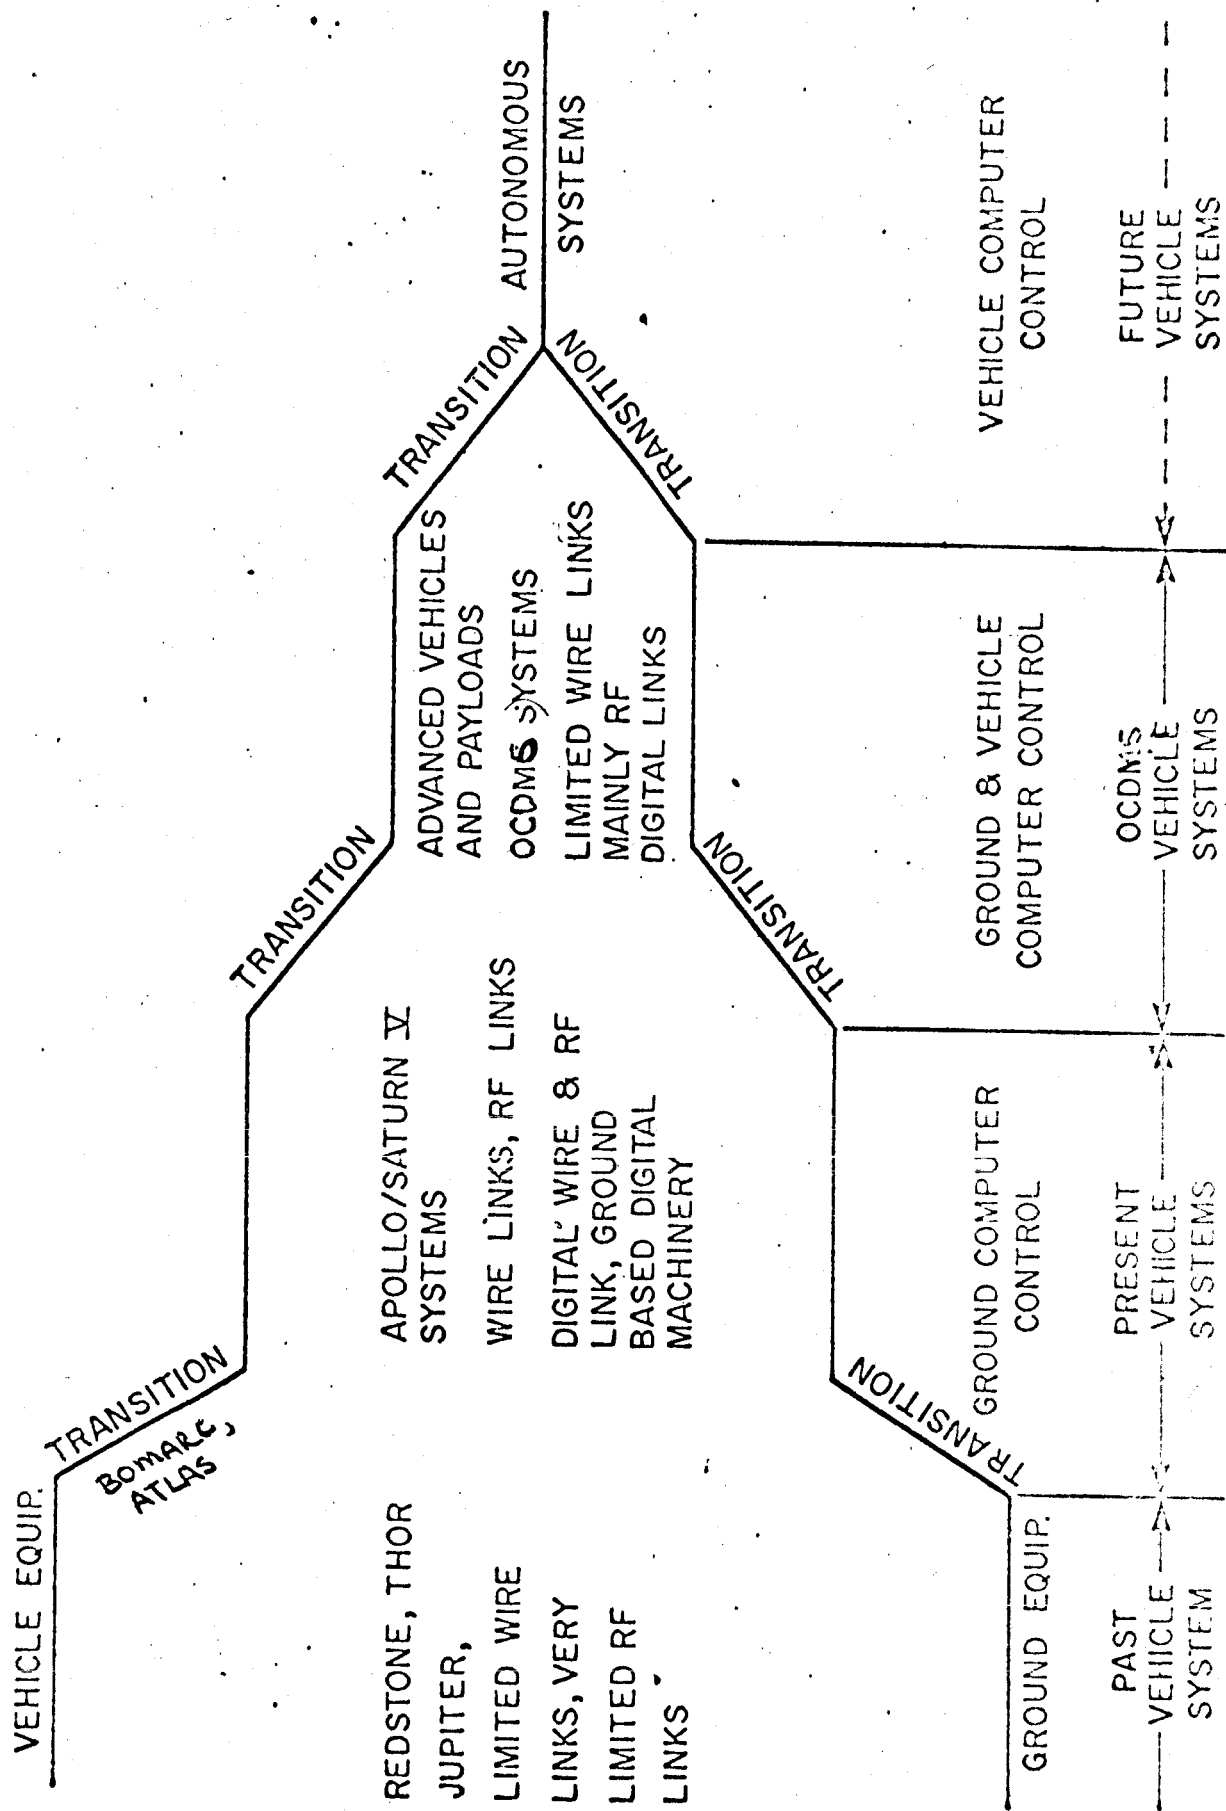 VEHICLE EQUIP.
TRANSITION
BOMARC,
ATLAS
REDSTONE, THOR
JUPITER,
LIMITED WIRE
LINKS, VERY
LIMITED RF
LINKS
GROUND EQUIP.
TRANSITION
PAST
VEHICLE
SYSTEM
TRANSITION
APOLLO/SATURN V
SYSTEMS
WIRE LINKS, RF LINKS
DIGITAL WIRE & RF
LINK, GROUND
BASED DIGITAL
MACHINERY
TRANSITION
GROUND COMPUTER
CONTROL
PRESENT
VEHICLE
SYSTEMS
TRANSITION
ADVANCED VEHICLES
AND PAYLOADS
OCDMS SYSTEMS
LIMITED WIRE LINKS
MAINLY RF
DIGITAL LINKS
TRANSITION
GROUND & VEHICLE
COMPUTER CONTROL
OCDMS
VEHICLE
SYSTEMS
AUTONOMOUS
SYSTEMS
VEHICLE COMPUTER
CONTROL
FUTURE
VEHICLE
SYSTEMS